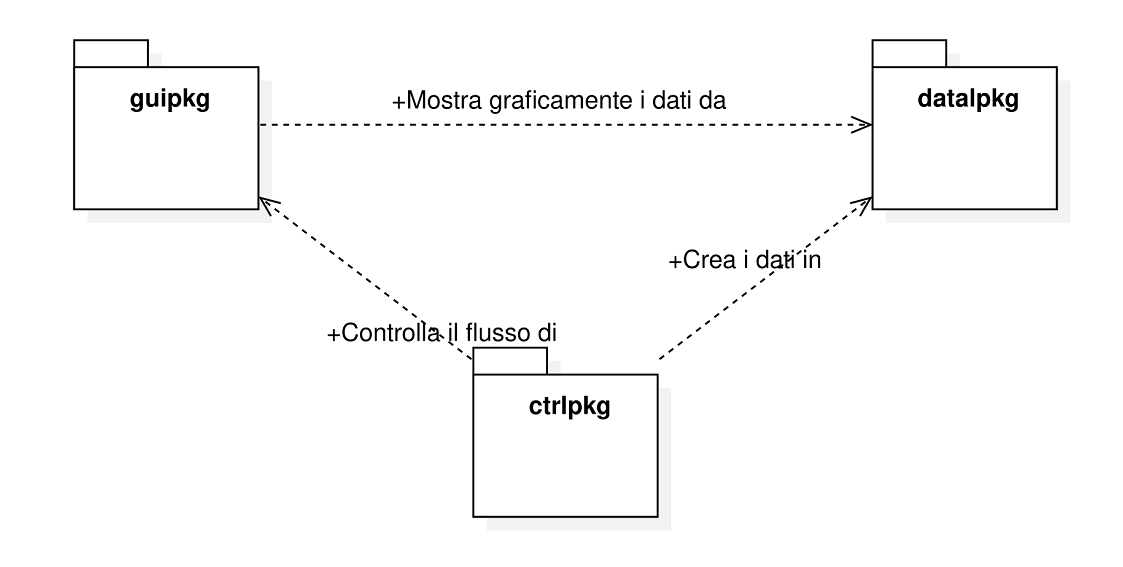 guipkg
+Mostra graficamente i dati da
datalpkg
+Crea i dati in
+Controlla il flusso di
ctrlpkg